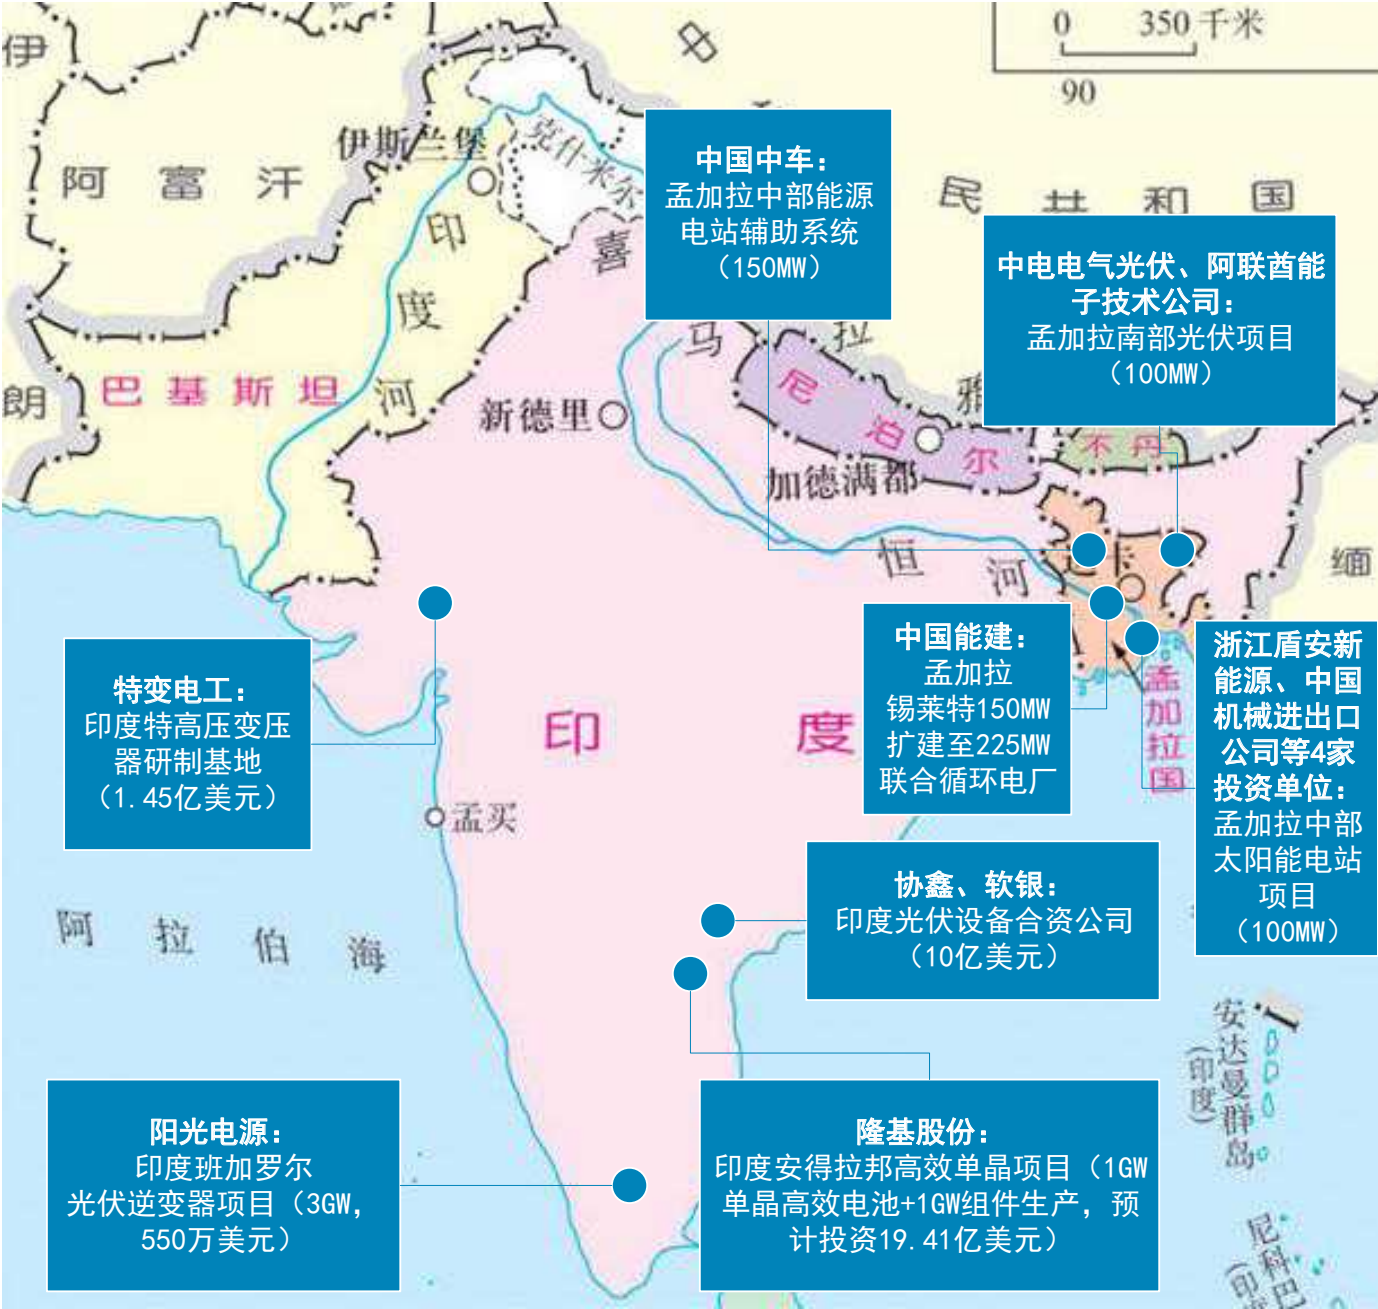 伊
中
0 350千米
90
伊斯兰堡
克什米尔
阿富汗
民共和国
中国中车：
孟加拉中部能源
电站辅助系统
（150MW）
中电电气光伏、阿联酋能
子技术公司：
孟加拉南部光伏项目
（100MW）
印度河
喜
马
拉
雅
朗
巴基斯坦
新德里
尼泊尔
加德满都
不丹
恒河
达卡
缅
特变电工：
印度特高压变压
器研制基地
（1.45亿美元）
中国能建：
孟加拉
锡莱特150MW
扩建至225MW
联合循环电厂
浙江盾安新
能源、中国
机械进出口
公司等4家
投资单位：
孟加拉中部
太阳能电站
项目
（100MW）
孟加拉国
印度
孟买
阿拉伯海
协鑫、软银：
印度光伏设备合资公司
（10亿美元）
安达曼群岛
（印度）
阳光电源：
印度班加罗尔
光伏逆变器项目（3GW，
550万美元）
隆基股份：
印度安得拉邦高效单晶项目（1GW
单晶高效电池+1GW组件生产，预
计投资19.41亿美元）
尼科巴
（印